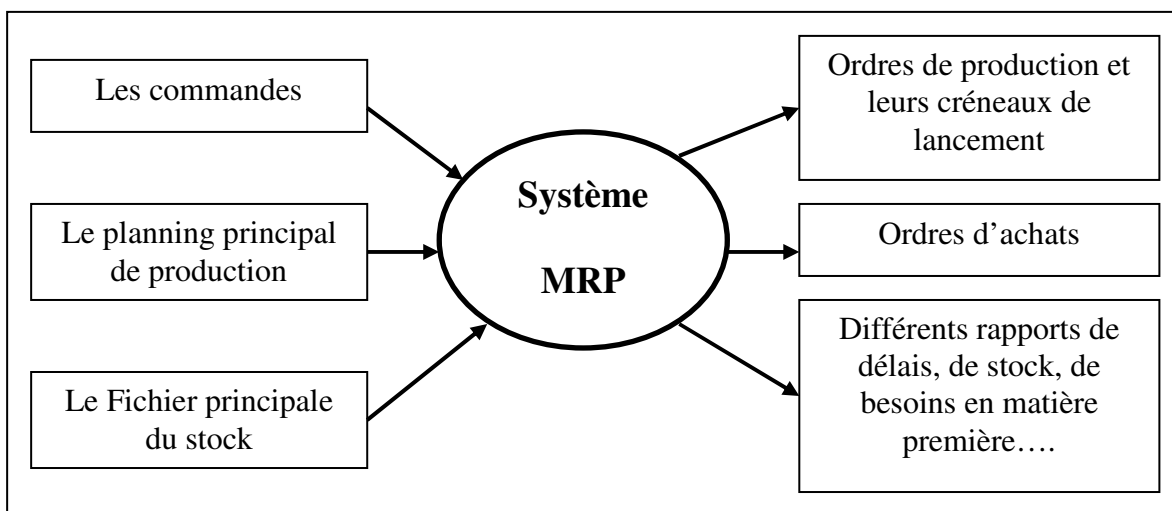 Les commandes
Le planning principal
de production
Le Fichier principale
du stock
Système
MRP
Ordres de production et
leurs créneaux de
lancement
Ordres d’achats
Différents rapports de
délais, de stock, de
besoins en matière
première….